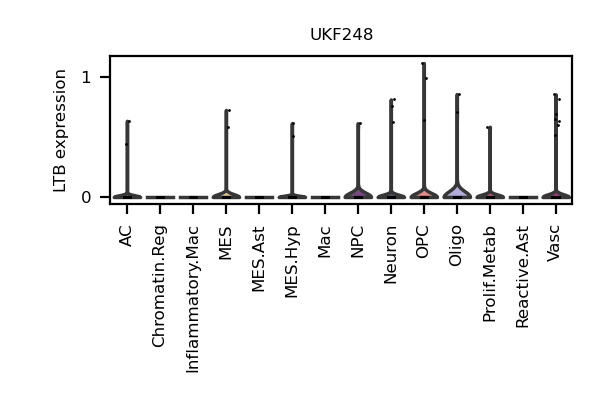 UKF248
LTB expression
1
0
AC
Chromatin.Reg
Inflammatory.Mac
MES
MES.Ast
MES.Hyp
Mac
NPC
Neuron
OPC
Oligo
Prolif.Metab
Reactive.Ast
Vasc